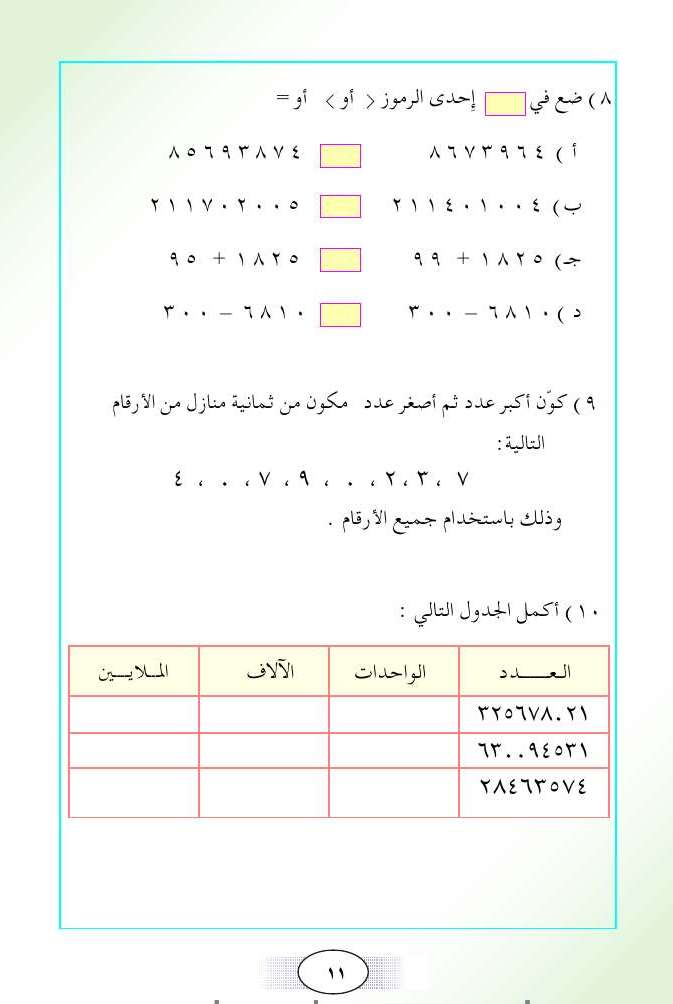 ٨ ) ضع في إحدى الرموز < أو > أو =
أ ) ٨٦٧٣٩٦٤ ٨٥٦٩٣٨٧٤
ب) ٢١١٤٠١٠٠٤ ٢١١٧٠٢٠٠٥
جـ) ١٨٢٥ + ٩٩ ١٨٢٥ + ٩٥
د ) ٦٨١٠ – ٣٠٠ ٦٨١٠ – ٣٠٠
٩ ) كوّن أكبر عدد ثم أصغر عدد مكون من ثمانية منازل من الأرقام
التالية :
٧ ، ٣ ، ٢ ، ٠ ، ٩ ، ٧ ، ٠ ، ٤
وذلك باستخدام جميع الأرقام .
١٠ ) أكمل الجدول التالي :
العـــــدد الواحدات الآلاف الملايــين
٣٢٥٦٧٨٠٢١
٦٣٠٠٩٤٥٣١
٢٨٤٦٣٥٧٤
١١